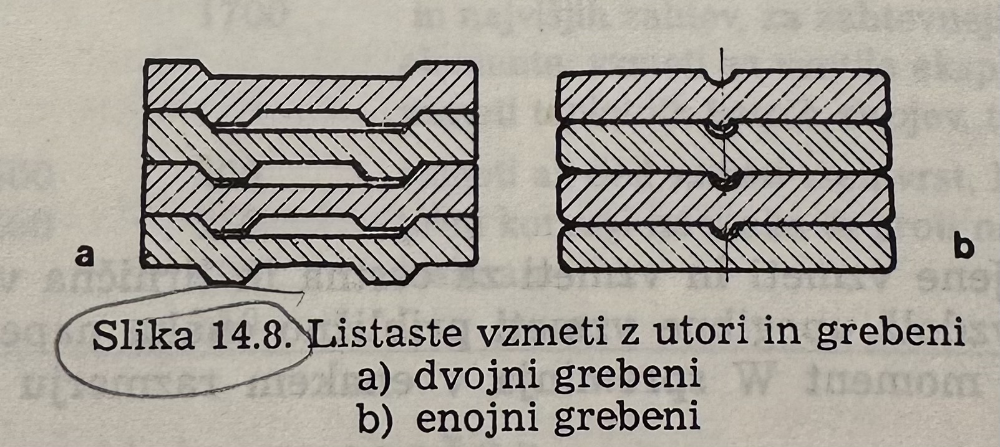 a
b
Slika 14.8. Listaste vzmeti z utori in grebeni
a) dvojni grebeni
b) enojni grebeni